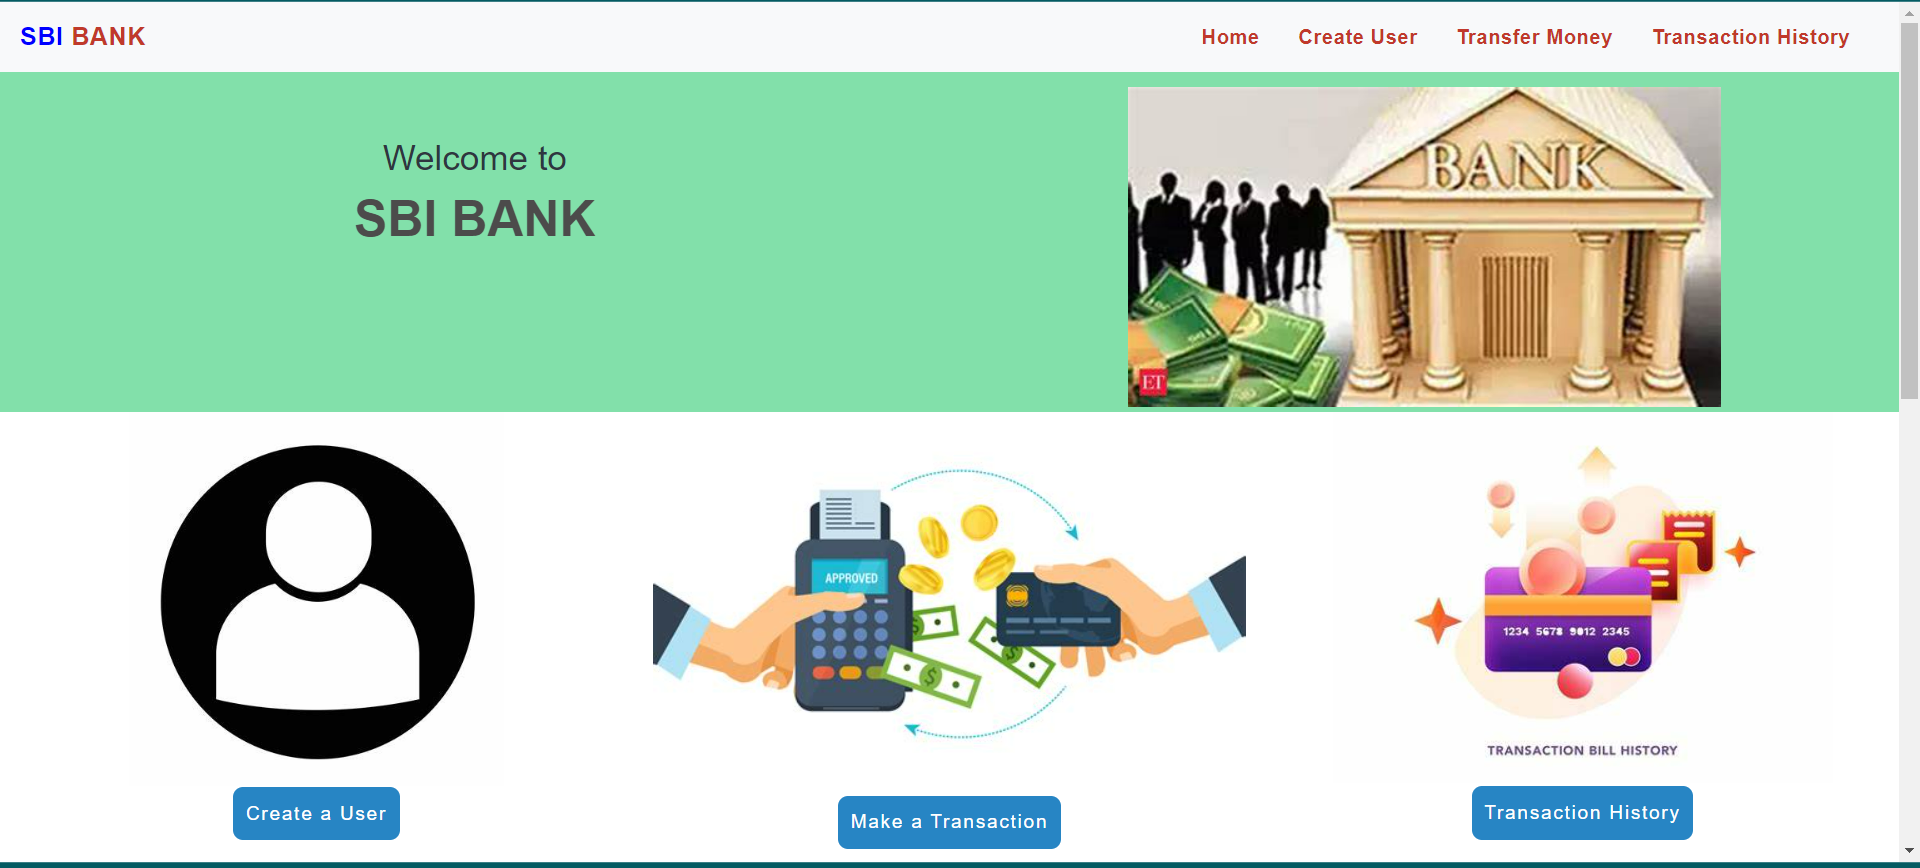 SBI BANK
Home Create User Transfer Money Transaction History
Welcome to
SBI BANK
BANK
ET
APPROVED
1234 5678 9012 2345
TRANSACTION BILL HISTORY
Create a User
Make a Transaction
Transaction History